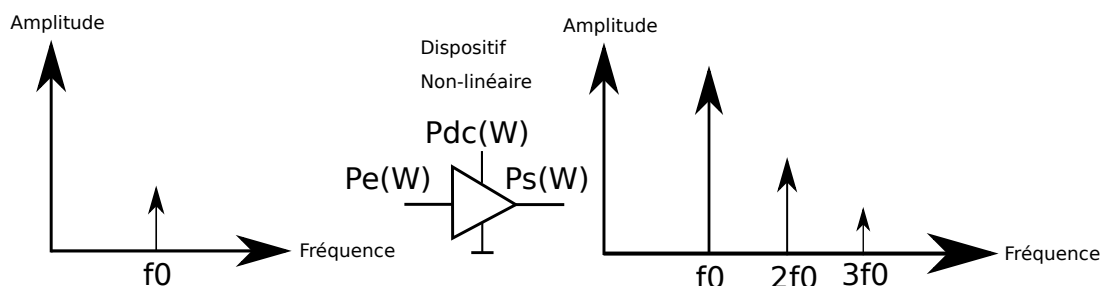 Amplitude
f0
Fréquence
Dispositif
Non-linéaire
Pdc(W)
Pe(W)
Ps(W)
Amplitude
f0
2f0
3f0
Fréquence